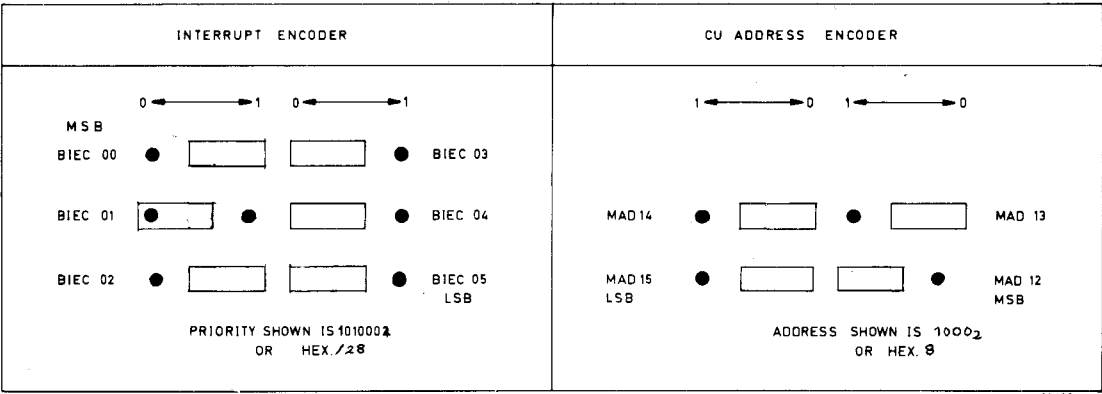 INTERRUPT ENCODER
CU ADDRESS ENCODER
0 1 0 1
1 0 1 0
MSB
BIEC 00
BIEC 03
BIEC 01
BIEC 04
MAD 14
MAD 13
BIEC 02
BIEC 05
LSB
MAD 15
LSB
MAD 12
MSB
PRIORITY SHOWN IS 101000₂
OR HEX./28
ADDRESS SHOWN IS 1000₂
OR HEX. 8